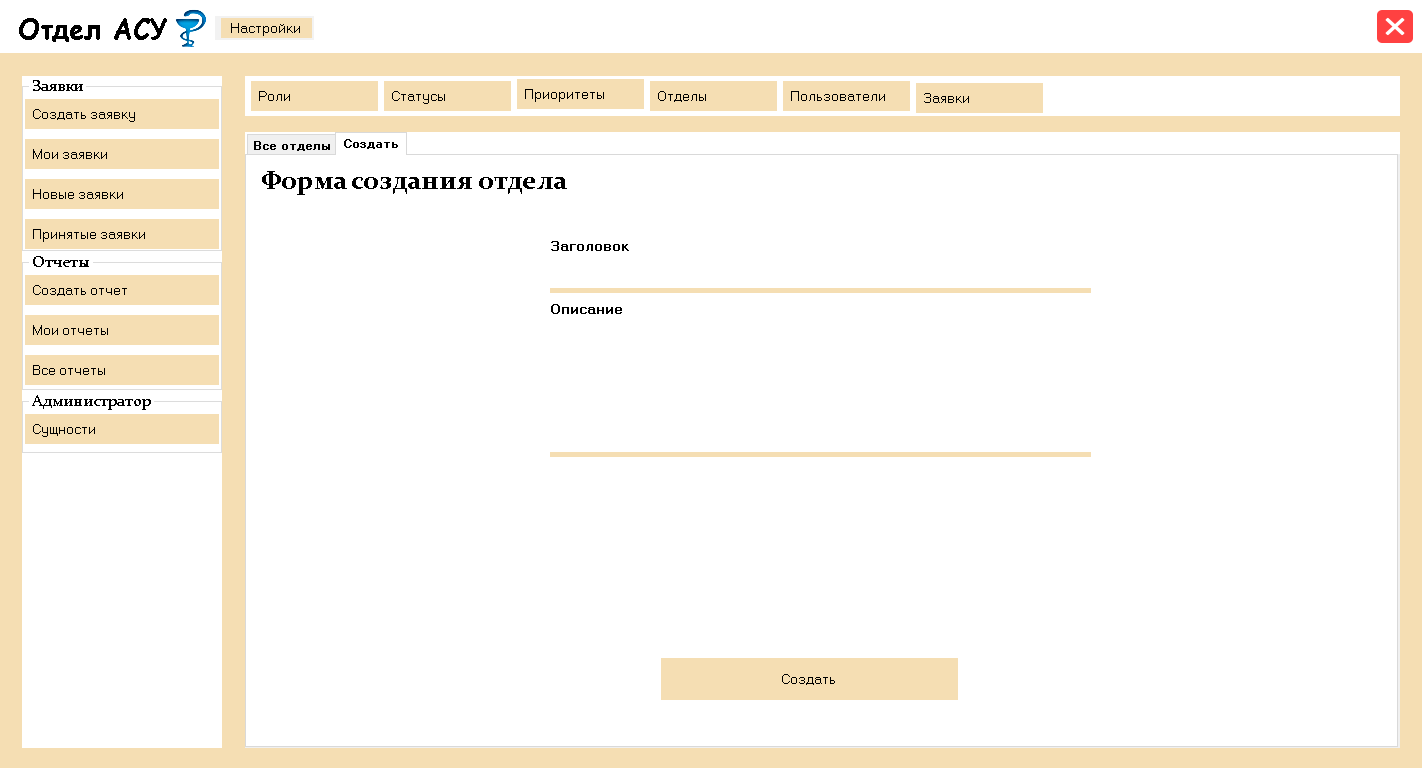 Отдел АСУ
Настройки
Заявки
Создать заявку
Мои заявки
Новые заявки
Принятые заявки
Отчеты
Создать отчет
Мои отчеты
Все отчеты
Администратор
Сущности
Роли
Статусы
Приоритеты
Отделы
Пользователи
Заявки
Все отделы
Создать
Форма создания отдела
Заголовок
Описание
Создать